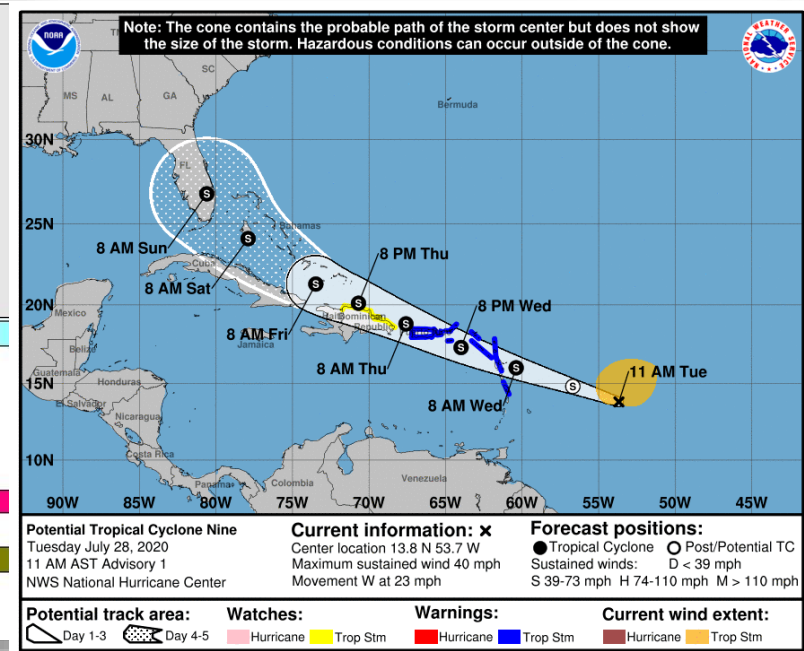 Note: The cone contains the probable path of the storm center but does not show
the size of the storm. Hazardous conditions can occur outside of the cone.
NOAA
NATIONAL WEATHER SERVICE
SC
MS
AL
GA
Bermuda
30N
FL
25N
8 AM Sun
Bahamas
8 PM Thu
Cuba
8 AM Sat
20N
8 PM Wed
Mexico
Haiti
Dominican
Republic
8 AM Fri
Jamaica
Belize
8 AM Thu
11 AM Tue
Guatemala
15N
Honduras
S
El Salvador
8 AM Wed
Nicaragua
Costa Rica
10N
Panama
Colombia
Venezuela
90W 85W 80W 75W 70W 65W 60W 55W 50W 45W
Potential Tropical Cyclone Nine
Tuesday July 28, 2020
11 AM AST Advisory 1
NWS National Hurricane Center
Current information: x
Center location 13.8 N 53.7 W
Maximum sustained wind 40 mph
Movement W at 23 mph
Forecast positions:
Tropical Cyclone Post/Potential TC
Sustained winds: D < 39 mph
S 39-73 mph H 74-110 mph M > 110 mph
Potential track area:
Day 1-3 Day 4-5
Watches:
Hurricane Trop Stm
Warnings:
Hurricane Trop Stm
Current wind extent:
Hurricane Trop Stm